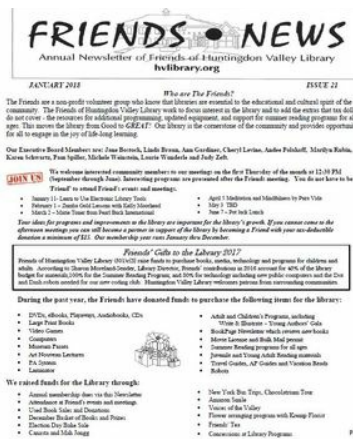 FRIENDS • NEWS
Annual Newsletter of Friends of Huntingdon Valley Library
hvlibrary.org
JANUARY 2018 ISSUE 21
Who are The Friends?
The Friends are a non-profit volunteer group who know that libraries are essential to the educational and cultural spirit of the
community. The Friends of Huntingdon Valley Library work to foster interest in the library and to add the extras that tax doll
do not cover - the resources for additional programming, updated equipment, and support for summer reading programs for al
ages. This moves the library from Good to GREAT! Our library is the cornerstone of the community and provides opportuni
for all to engage in the joy of life-long learning.
Our Executive Board Members are: Jane Borteck, Linda Braun, Ann Gardiner, Cheryl Levine, Andee Polskoff, Marilyn Rubin,
Karen Schwartz, Pam Spiller, Michele Weinstein, Laurie Wanderle and Judy Zelt.
JOIN US
We welcome interested community members to our meetings on the first Thursday of the month at 12:30 PM
(September through June). Interesting programs are presented after the Friends meeting. You do not have to be
Friend to attend Friend's events and meetings.
• January 11- Learn to Use Electronic Library Tools
• February 1 – Jumbo Gold Lessons with Kelly
• March 2 – from Pearl Buck International
• April 5 Meditation and Mindfulness by Pura Vida
• May 3 TBD
• June 7 – Pot luck Lunch
Your ideas for programs and improvements to the library are important for the library's growth. If you cannot come to the
afternoon meetings you can still become a partner in support of the library by becoming a Friend with your tax-deductible
donation a minimum of $15. Our membership year runs January thru December.
Friends' Gifts to the Library 2017
Friends of Huntingdon Valley Library (501(c)3) raise funds to purchase books, media, technology and programs for children and
adults. According to Sharon Moreland-Sender, Library Director, Friends' contributions in 2018 account for 40% of the library
budget for materials, 100% for the Summer Reading Program, and 50% for technology including new public computers and the Dot
and Dash robots needed for our new coding clubs. Huntingdon Valley Library welcomes patrons from surrounding communities.
During the past year, the Friends have donated funds to purchase the following items for the library:
• DVDs, eBooks, Playaways, Audiobooks, CDs
• Large Print Books
• Video Games
• Computers
• Museum Passes
• Art Nouveau Lectures
• PA System
• Laminator
• Adult and Children's Programs, including
Write & Illustrate – Young Authors' Gala
• BookPage Newsletter which reviews new books
• Movie License and Bulk Mail permit
• Summer Reading programs for all ages
• Juvenile and Young Adult Reading materials
• Travel Guides, AP Guides and Vacation Reads
• Robots
We raised funds for the Library through:
• Annual membership dues via this Newsletter
• Attendance at Friend's events and meetings
• Used Book Sales and Donations
• December Basket of Books and Prizes
• Election Day Bake Sale
• Canasta and Mah Jongg
• New York Bus Trips, Chocolatetown Tour
• Amazon Smile
• Voices of the Valley
• Flower arranging program with Kremp Florist
• Friends' Tea
• Concessions at Library Programs